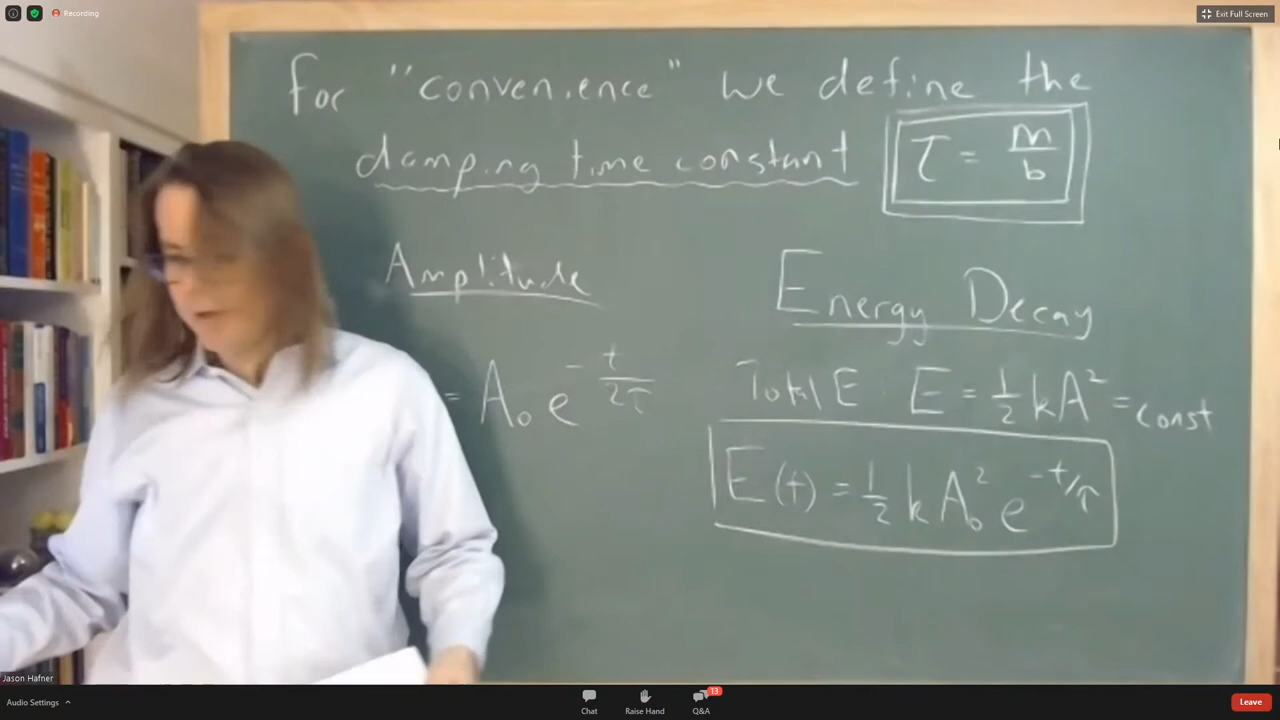 Recording
Exit Full Screen
For "convenience" we define the
damping time constant τ = m/b
Amplitude
Energy Decay
= A₀ e^(-t/2τ)
Total E E = ½ kA² = const
E(t) = ½ k A₀² e^(-t/τ)
Jason Hafner
Audio Settings
Chat
Raise Hand
Q&A
13
Leave